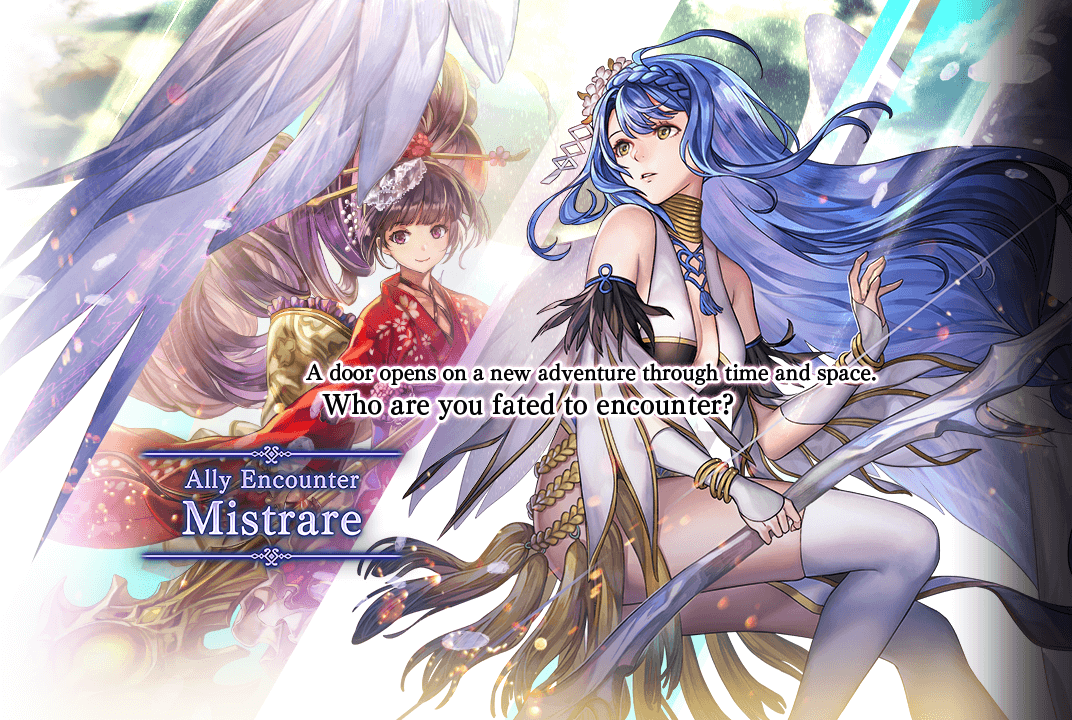 A door opens on a new adventure through time and space.
Who are you fated to encounter?
Ally Encounter
Mistrare